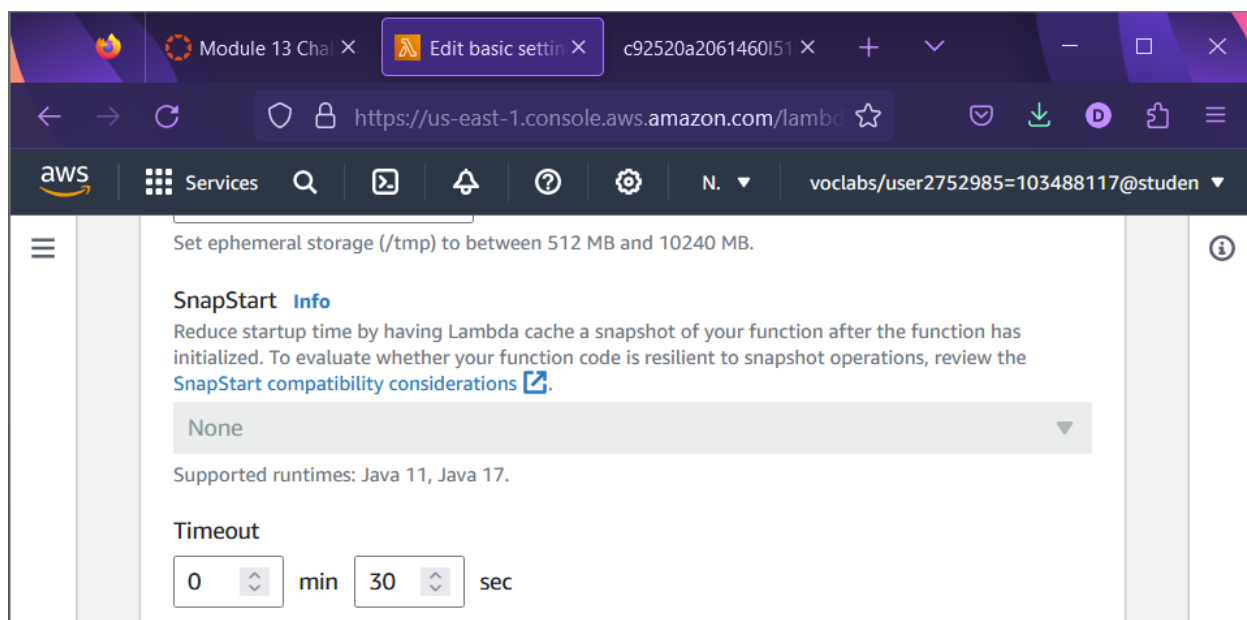 Module 13 Chal
Edit basic settin
c92520a2061460l51
https://us-east-1.console.aws.amazon.com/lambd
D
aws
Services
N.
voclabs/user2752985=103488117@studen
Set ephemeral storage (/tmp) to between 512 MB and 10240 MB.
SnapStart Info
Reduce startup time by having Lambda cache a snapshot of your function after the function has
initialized. To evaluate whether your function code is resilient to snapshot operations, review the
SnapStart compatibility considerations.
None
Supported runtimes: Java 11, Java 17.
Timeout
0 min 30 sec